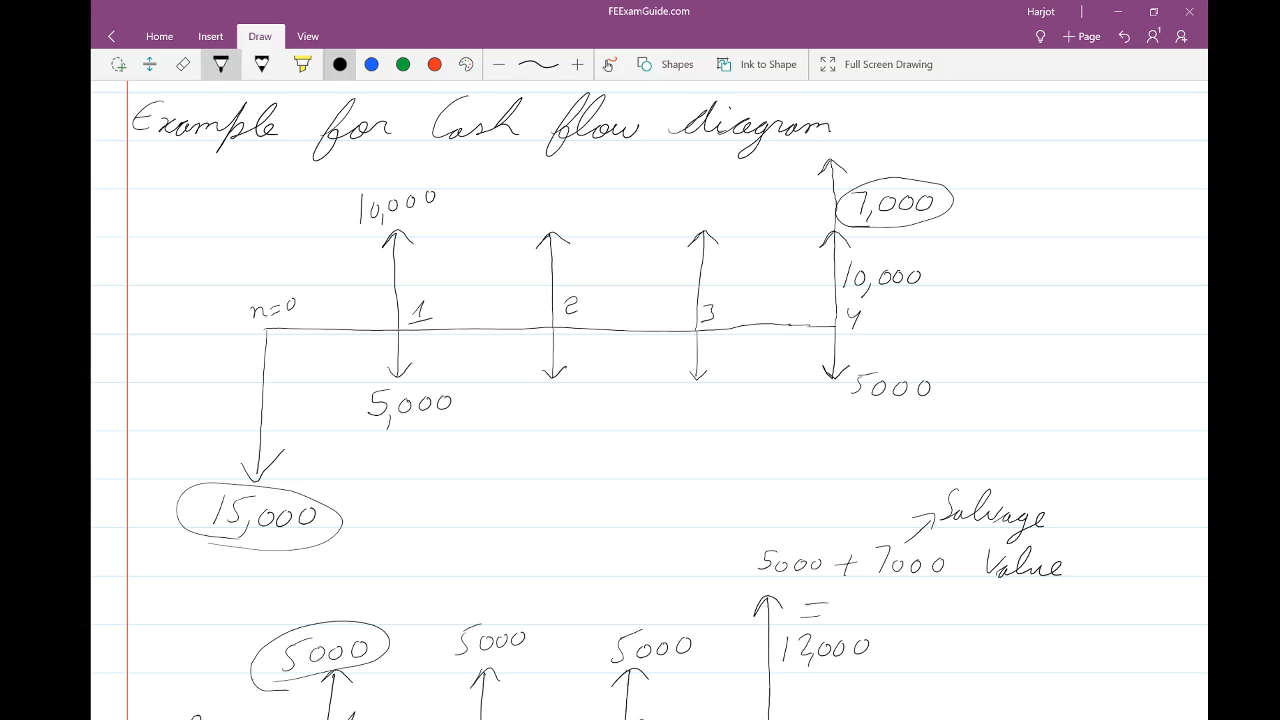 FEExamGuide.com
Harjot
Home Insert Draw View
Page
Shapes Ink to Shape Full Screen Drawing
Example for Cash flow diagram
7,000
10,000
10,000
n=0 1 2 3 4
5,000 5000
15,000
Salvage
5000 + 7000 Value
=
5000 5000 5000 12,000